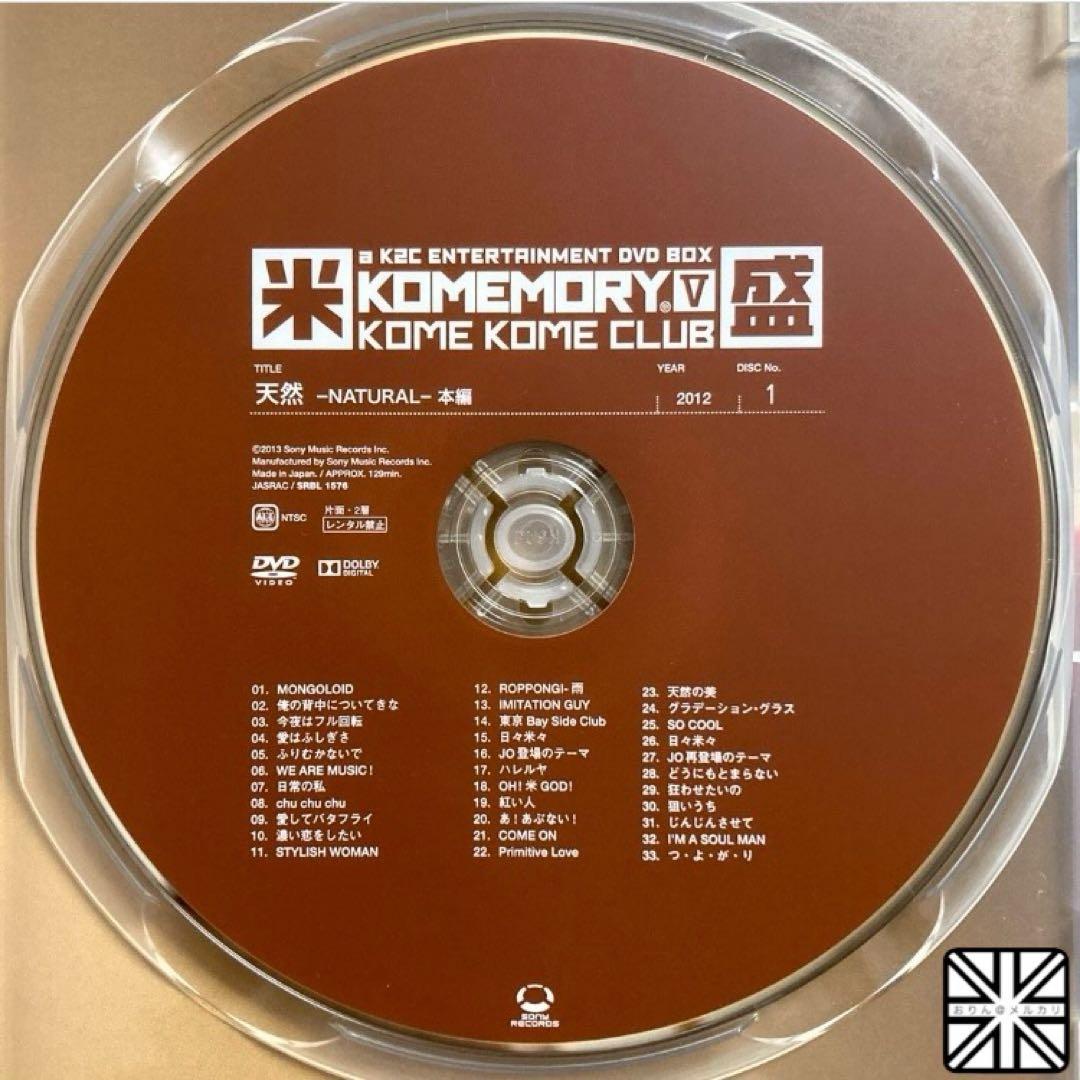 米
a K2C ENTERTAINMENT DVD BOX
KOMEMORY® V
KOME KOME CLUB
盛
TITLE YEAR DISC No.
天然 –NATURAL– 本編 2012 1
©2013 Sony Music Records Inc.
Manufactured by Sony Music Records Inc.
Made in Japan. / APPROX. 129min.
JASRAC / SRBL 1576
ALL NTSC 片面・2層
レンタル禁止
DVD VIDEO DOLBY DIGITAL
01. MONGOLOID
02. 俺の背中についてきな
03. 今夜はフル回転
04. 愛はふしぎさ
05. ふりむかないで
06. WE ARE MUSIC!
07. 日常の私
08. chu chu chu
09. 愛してバタフライ
10. 濃い恋をしたい
11. STYLISH WOMAN
12. ROPPONGI-雨
13. IMITATION GUY
14. 東京 Bay Side Club
15. 日々米々
16. JO登場のテーマ
17. ハレルヤ
18. OH! 米 GOD!
19. 紅い人
20. あ!あぶない!
21. COME ON
22. Primitive Love
23. 天然の美
24. グラデーション・グラス
25. SO COOL
26. 日々米々
27. JO再登場のテーマ
28. どうにもとまらない
29. 狂わせたいの
30. 狙いうち
31. じんじんさせて
32. I'M A SOUL MAN
33. つ・よ・が・り
SONY RECORDS
おりん@メルカリ